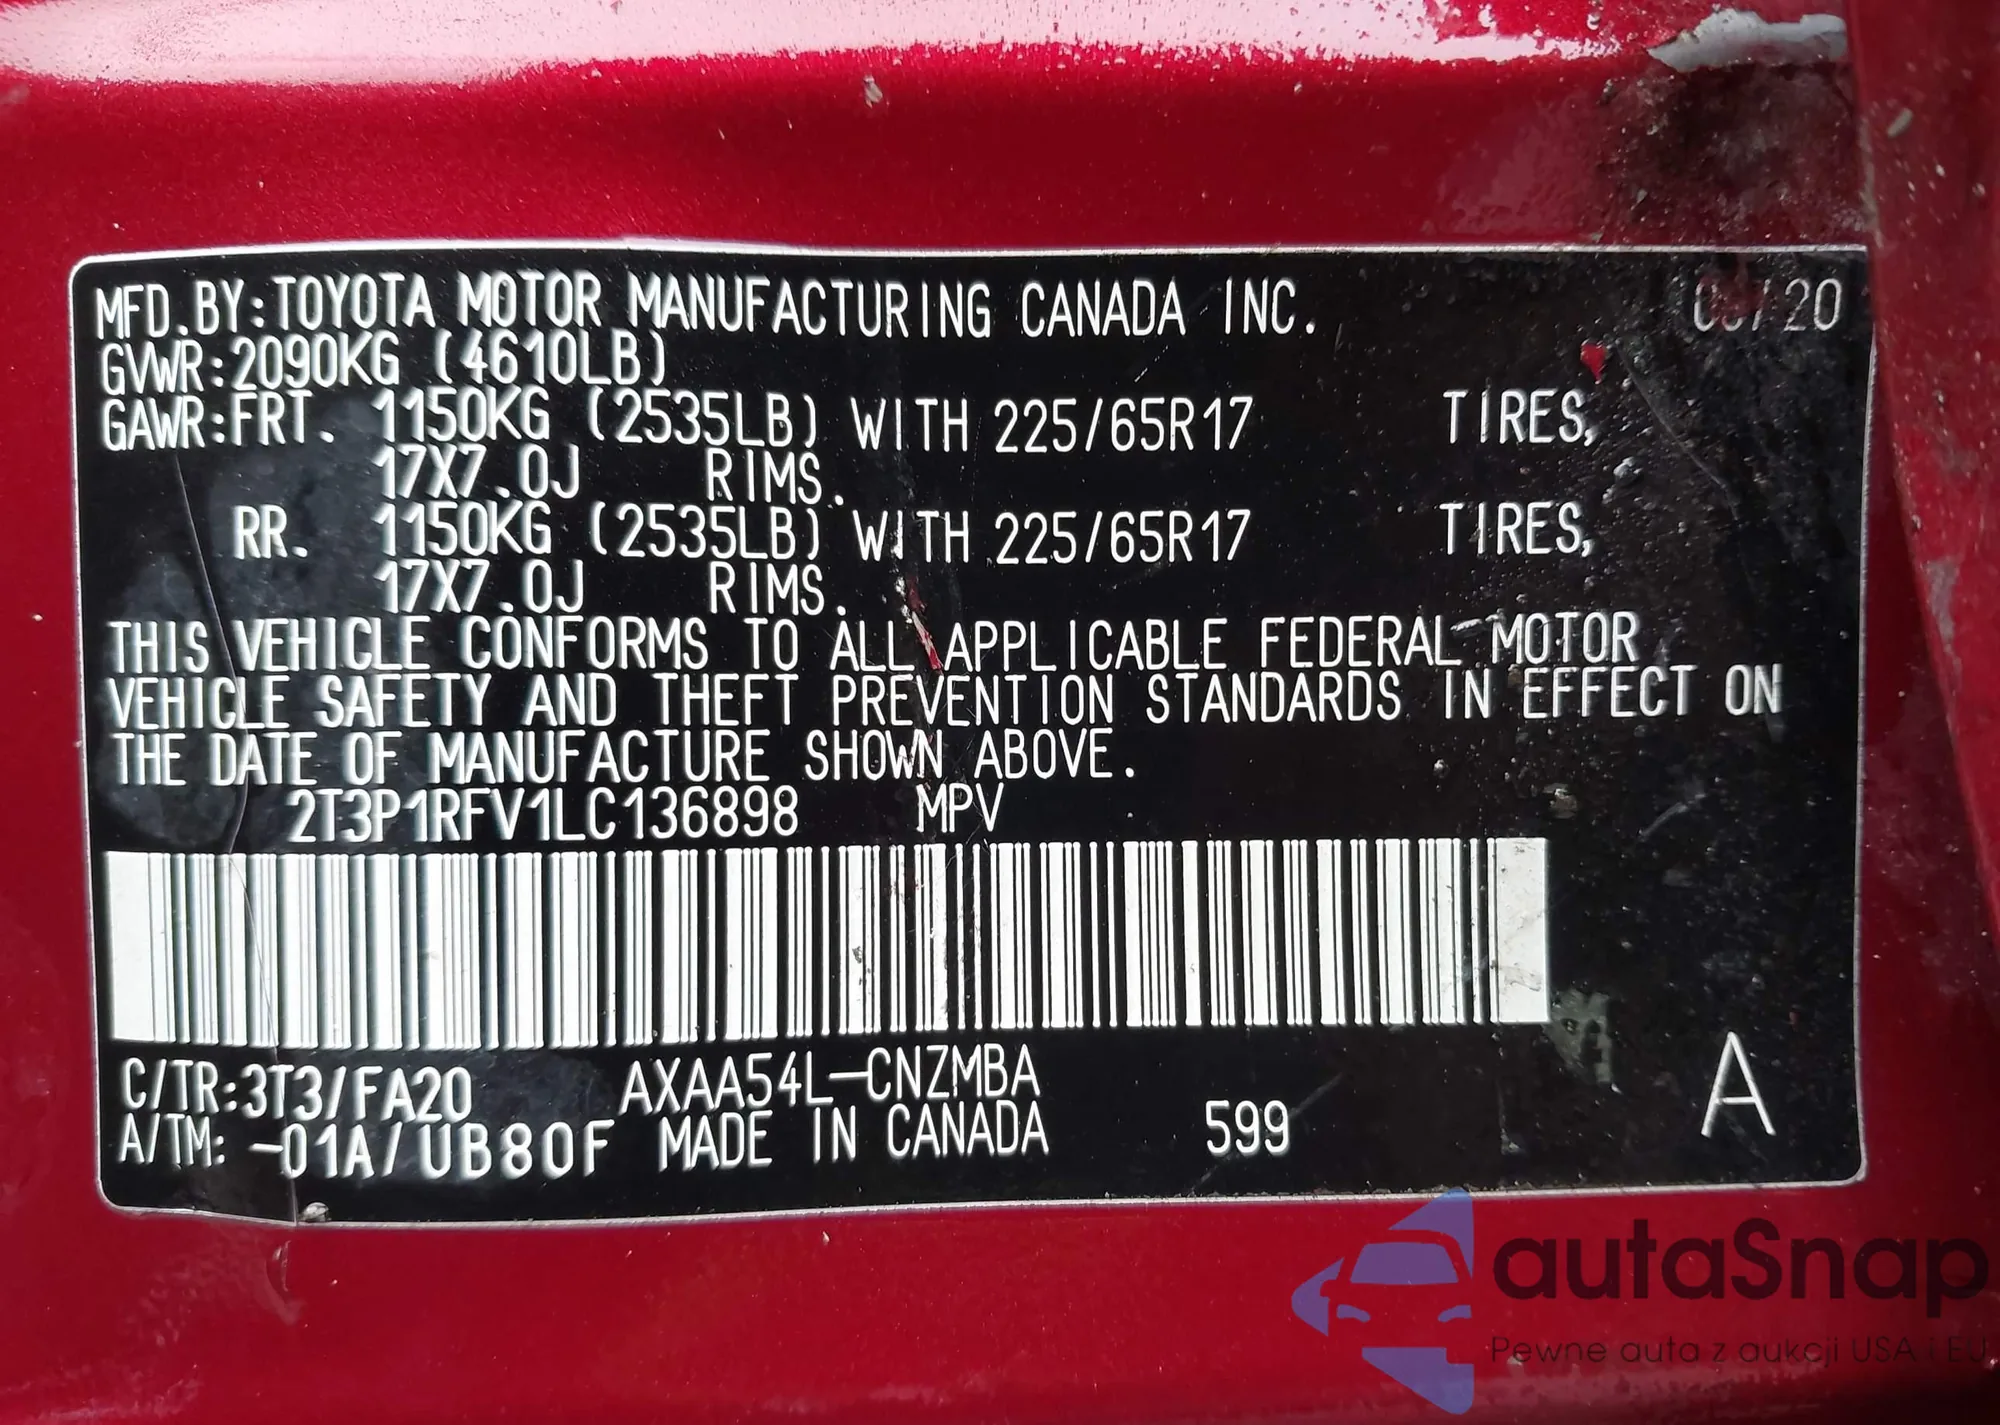 MFD.BY:TOYOTA MOTOR MANUFACTURING CANADA INC. /20
GVWR:2090KG (4610LB)
GAWR:FRT. 1150KG (2535LB) WITH 225/65R17 TIRES,
17X7.0J RIMS.
RR. 1150KG (2535LB) WITH 225/65R17 TIRES,
17X7.0J RIMS.
THIS VEHICLE CONFORMS TO ALL APPLICABLE FEDERAL MOTOR
VEHICLE SAFETY AND THEFT PREVENTION STANDARDS IN EFFECT ON
THE DATE OF MANUFACTURE SHOWN ABOVE.
2T3P1RFV1LC136898 MPV
C/TR:3T3/FA20 AXAA54L-CNZMBA
A/TM: -01A/UB80F MADE IN CANADA 599 A
autaSnap
Pewne auta z aukcji USA i EU